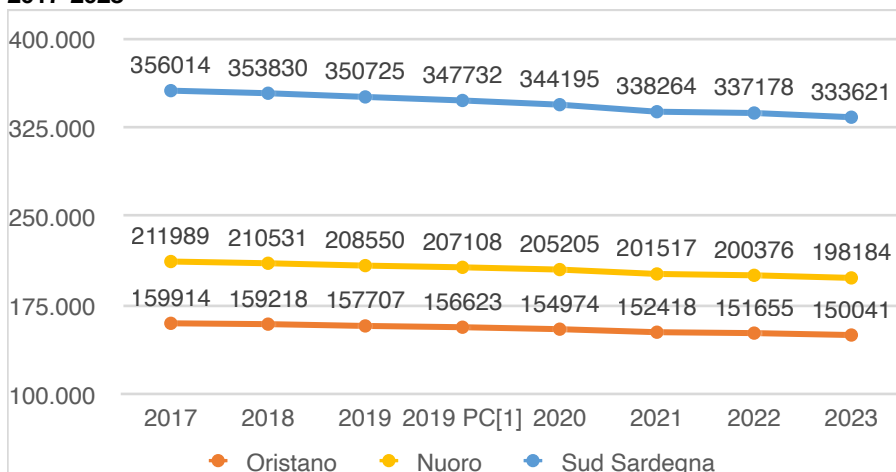 400.000
356014 353830 350725 347732 344195 338264 337178 333621
325.000
250.000
211989 210531 208550 207108 205205 201517 200376 198184
175.000
159914 159218 157707 156623 154974 152418 151655 150041
100.000
2017 2018 2019 2019 PC[1] 2020 2021 2022 2023
Oristano Nuoro Sud Sardegna